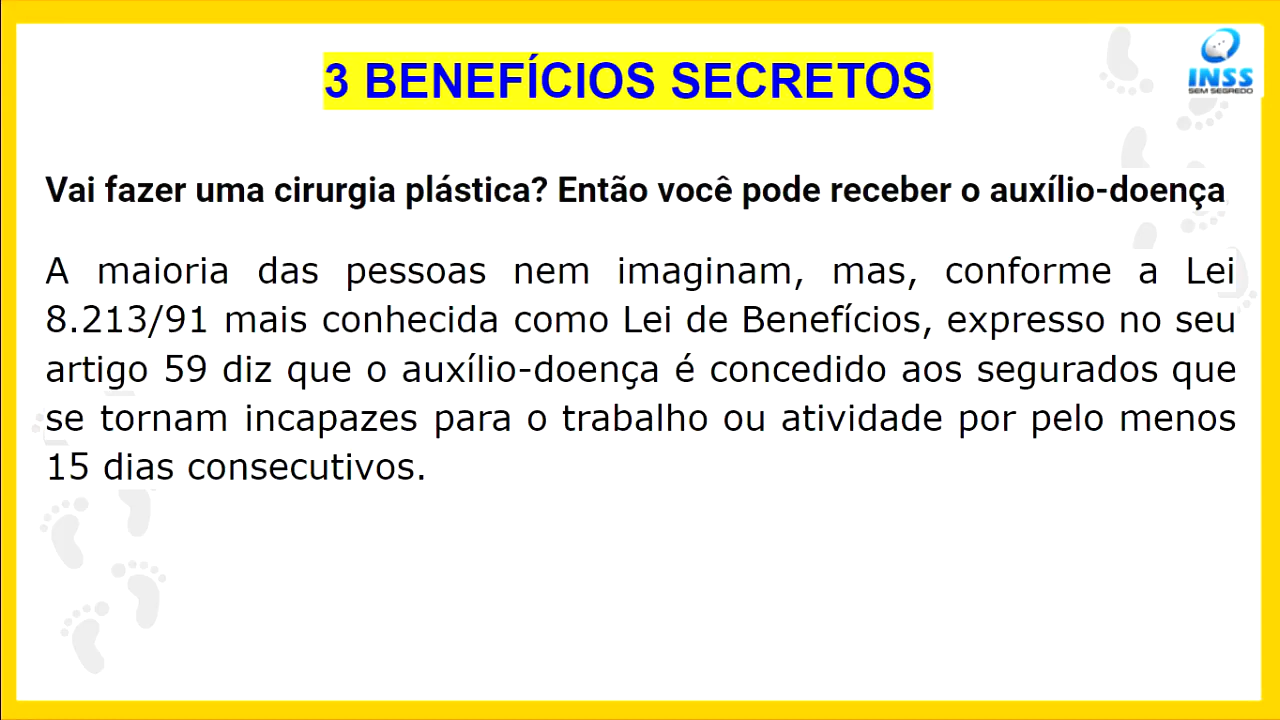 3 BENEFÍCIOS SECRETOS
INSS
SEM SEGREDO
Vai fazer uma cirurgia plástica? Então você pode receber o auxílio-doença
A maioria das pessoas nem imaginam, mas, conforme a Lei
8.213/91 mais conhecida como Lei de Benefícios, expresso no seu
artigo 59 diz que o auxílio-doença é concedido aos segurados que
se tornam incapazes para o trabalho ou atividade por pelo menos
15 dias consecutivos.